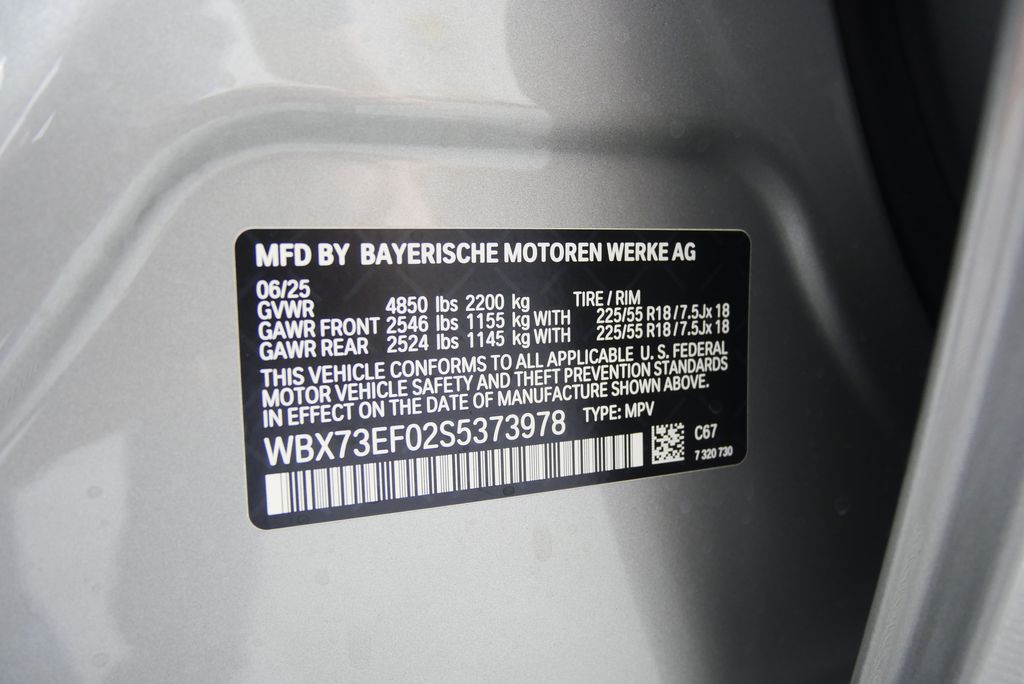 MFD BY BAYERISCHE MOTOREN WERKE AG
06/25
GVWR 4850 lbs 2200 kg TIRE / RIM
GAWR FRONT 2546 lbs 1155 kg WITH 225/55 R18 / 7.5Jx 18
GAWR REAR 2524 lbs 1145 kg WITH 225/55 R18 / 7.5Jx 18
THIS VEHICLE CONFORMS TO ALL APPLICABLE U. S. FEDERAL
MOTOR VEHICLE SAFETY AND THEFT PREVENTION STANDARDS
IN EFFECT ON THE DATE OF MANUFACTURE SHOWN ABOVE.
WBX73EF02S5373978 TYPE: MPV
C67
7 320 730